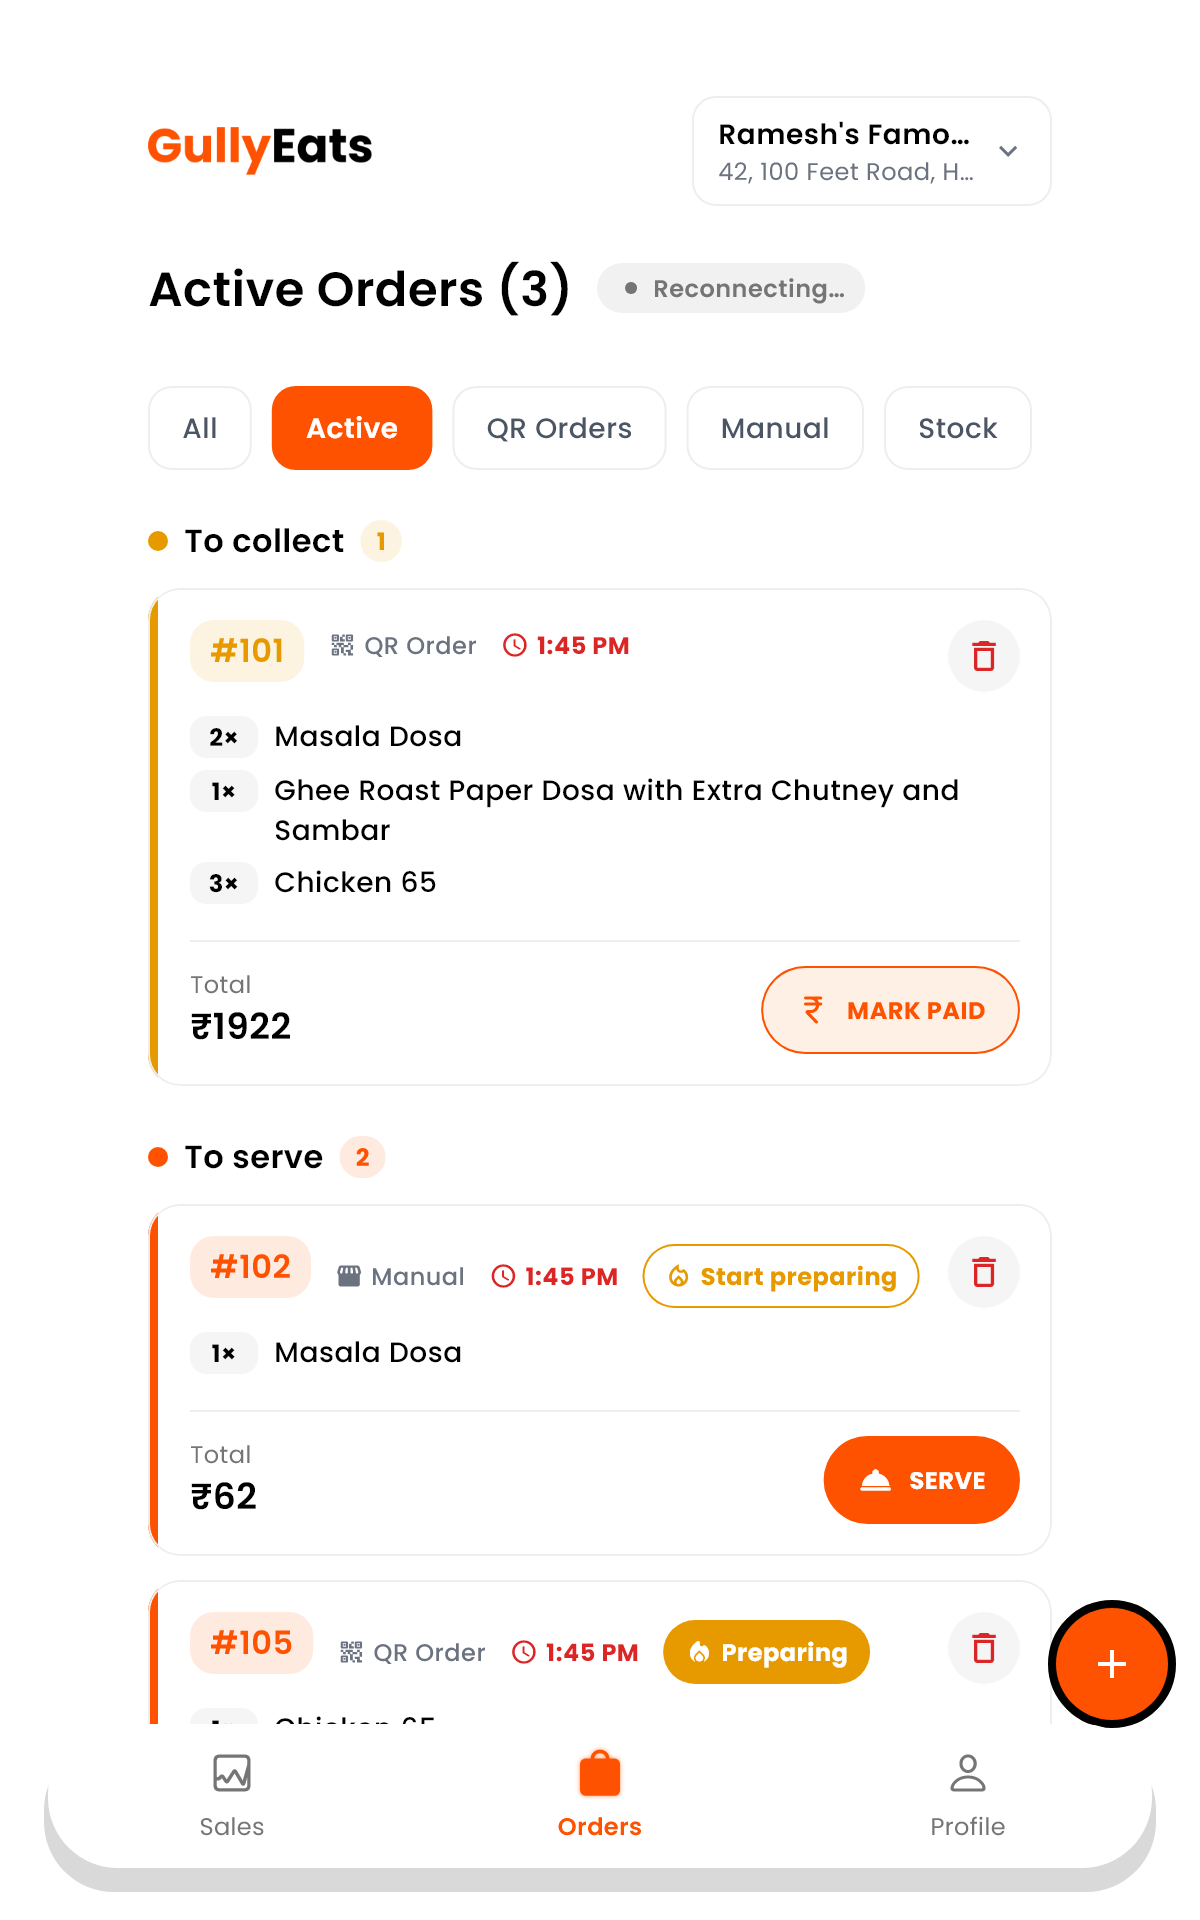 GullyEats
Ramesh's Famo...
42, 100 Feet Road, H...
Active Orders (3)
Reconnecting...
All
Active
QR Orders
Manual
Stock
To collect 1
#101 QR Order 1:45 PM
2× Masala Dosa
1× Ghee Roast Paper Dosa with Extra Chutney and
Sambar
3× Chicken 65
Total
₹1922
₹ MARK PAID
To serve 2
#102 Manual 1:45 PM Start preparing
1× Masala Dosa
Total
₹62
SERVE
#105 QR Order 1:45 PM Preparing
1× Chicken 65
Sales
Orders
Profile